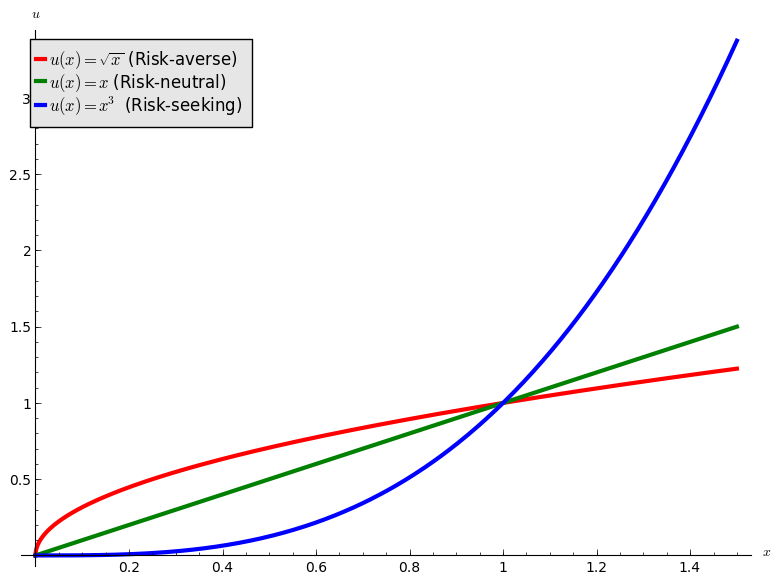 u
u(x) = √x (Risk-averse)
u(x) = x (Risk-neutral)
u(x) = x³ (Risk-seeking)
3
2.5
2
1.5
1
0.5
0.2 0.4 0.6 0.8 1 1.2 1.4
x